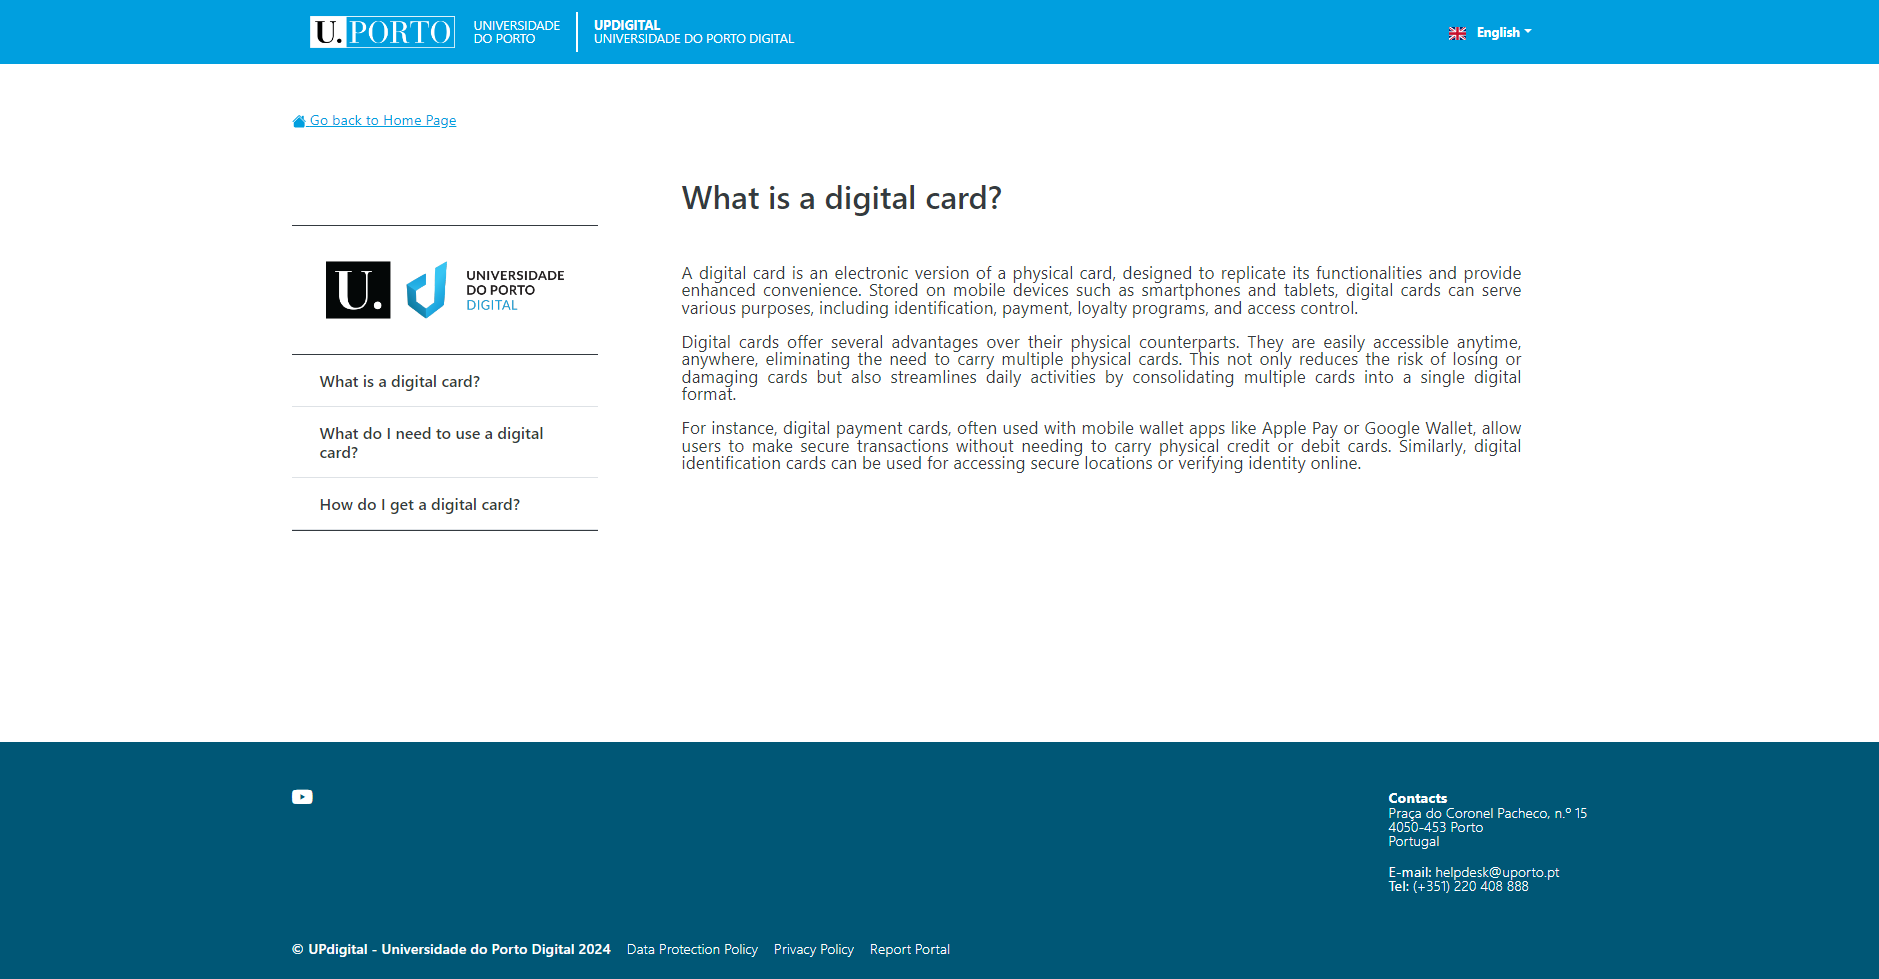 U. PORTO
UNIVERSIDADE
DO PORTO
UPDIGITAL
UNIVERSIDADE DO PORTO DIGITAL
English
Go back to Home Page
U.
UNIVERSIDADE
DO PORTO
DIGITAL
What is a digital card?
What do I need to use a digital
card?
How do I get a digital card?
What is a digital card?
A digital card is an electronic version of a physical card, designed to replicate its functionalities and provide
enhanced convenience. Stored on mobile devices such as smartphones and tablets, digital cards can serve
various purposes, including identification, payment, loyalty programs, and access control.
Digital cards offer several advantages over their physical counterparts. They are easily accessible anytime,
anywhere, eliminating the need to carry multiple physical cards. This not only reduces the risk of losing or
damaging cards but also streamlines daily activities by consolidating multiple cards into a single digital
format.
For instance, digital payment cards, often used with mobile wallet apps like Apple Pay or Google Wallet, allow
users to make secure transactions without needing to carry physical credit or debit cards. Similarly, digital
identification cards can be used for accessing secure locations or verifying identity online.
Contacts
Praça do Coronel Pacheco, n.º 15
4050-453 Porto
Portugal
E-mail: helpdesk@uporto.pt
Tel: (+351) 220 408 888
© UPdigital - Universidade do Porto Digital 2024 Data Protection Policy Privacy Policy Report Portal